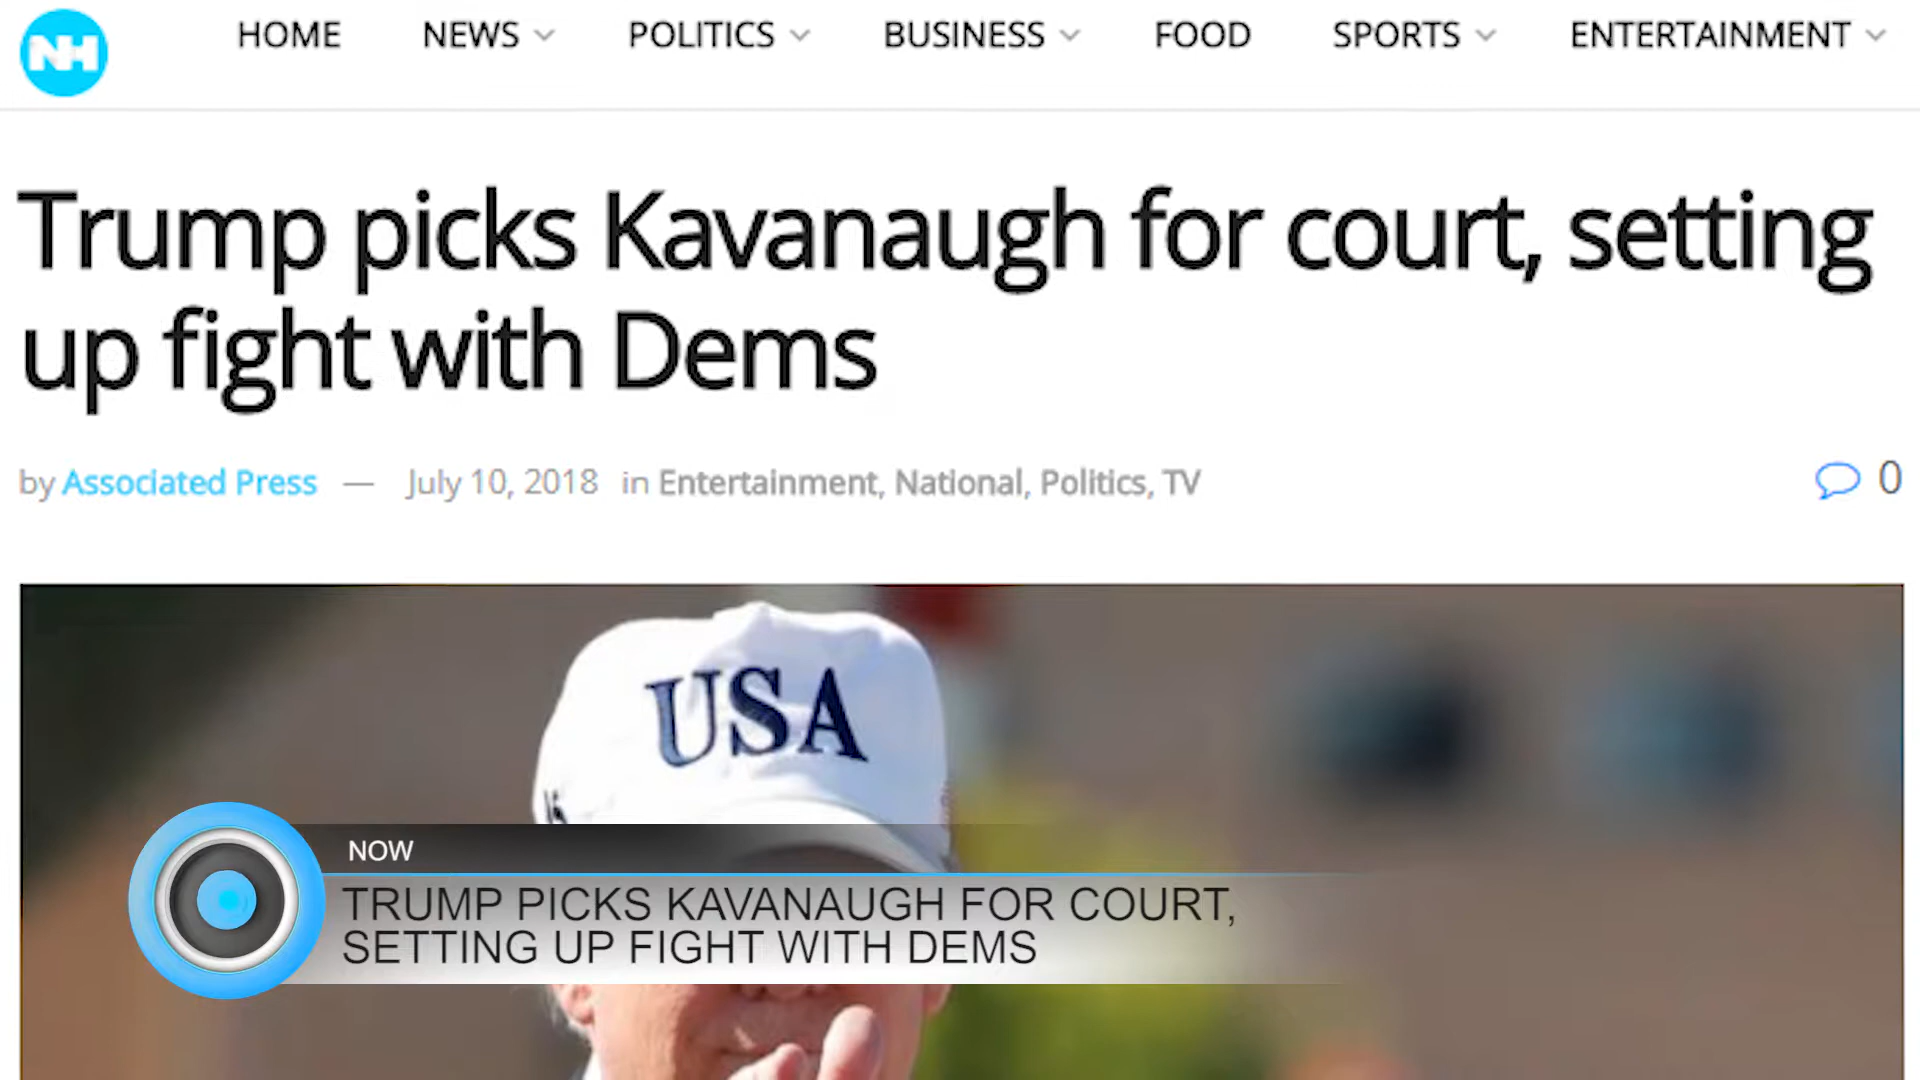 NH
HOME NEWS POLITICS BUSINESS FOOD SPORTS ENTERTAINMENT
Trump picks Kavanaugh for court, setting
up fight with Dems
by Associated Press — July 10, 2018 in Entertainment, National, Politics, TV 0
USA
NOW
TRUMP PICKS KAVANAUGH FOR COURT,
SETTING UP FIGHT WITH DEMS